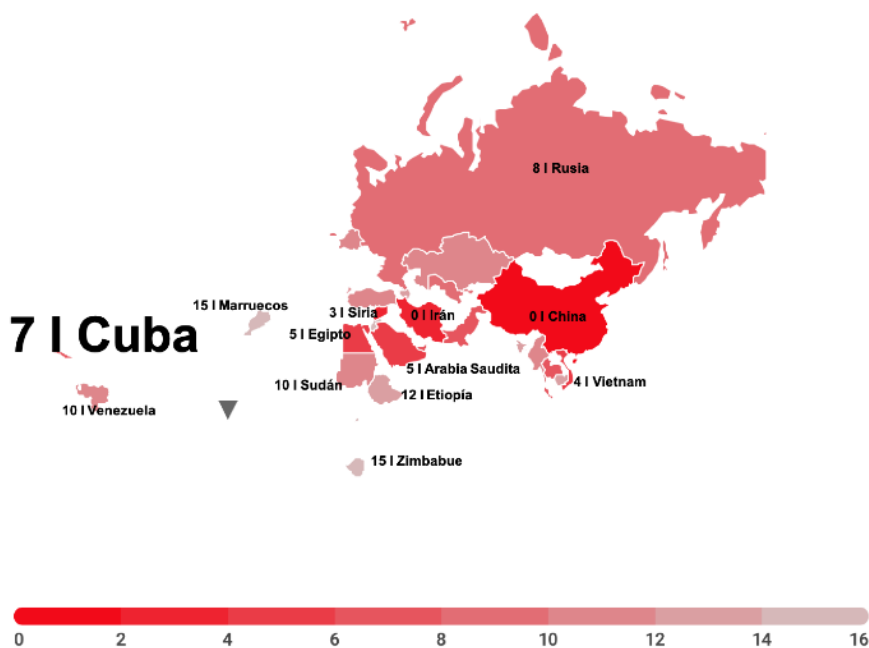 8 I Rusia
15 I Marruecos
3 I Siria
0 I Irán
0 I China
7 I Cuba
5 I Egipto
5 I Arabia Saudita
4 I Vietnam
10 I Sudán
12 I Etiopía
10 I Venezuela
15 I Zimbabue
0 2 4 6 8 10 12 14 16